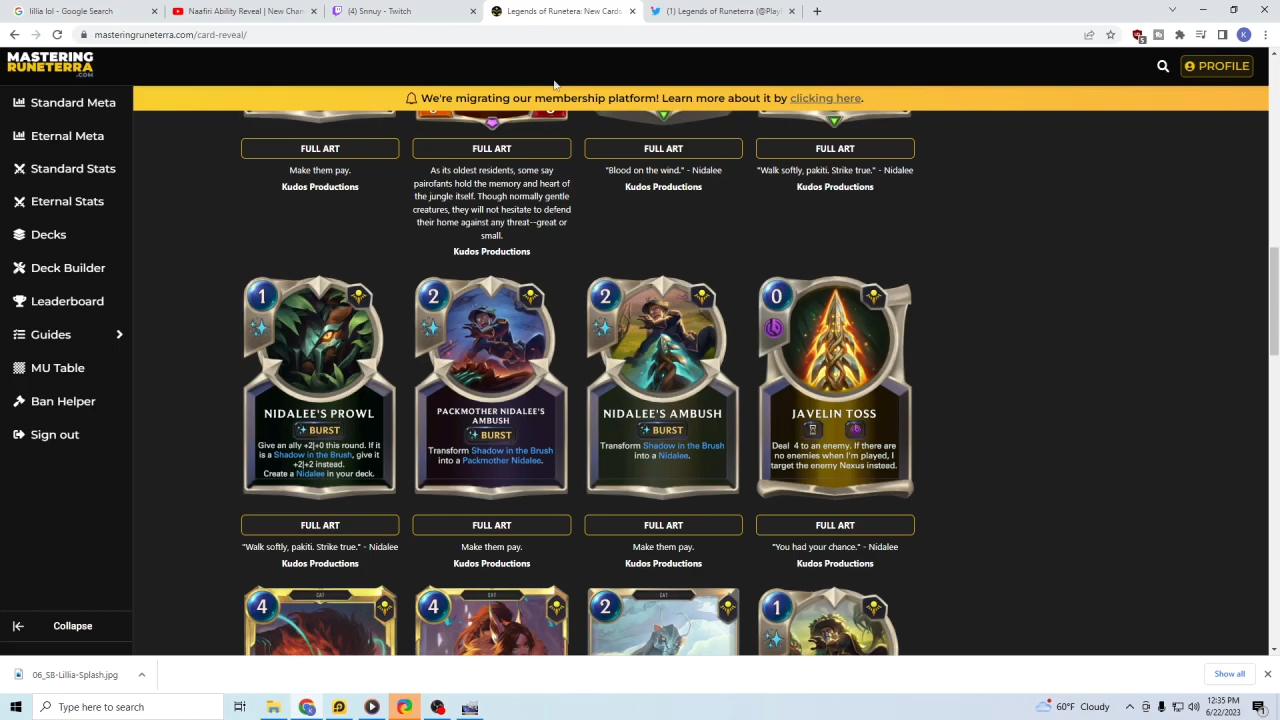 lillia lol - Google Search
Naafiri Ability Reveal | New Chan
(4) Snnuy - Twitch
Legends of Runetera: New Cards
(1) Legends of Runeterra (@Play
masteringruneterra.com/card-reveal/
5
K
MASTERING
RUNETERRA
.COM
PROFILE
We're migrating our membership platform! Learn more about it by clicking here.
Standard Meta
Eternal Meta
Standard Stats
Eternal Stats
Decks
Deck Builder
Leaderboard
Guides
MU Table
Ban Helper
Sign out
Collapse
FULL ART
FULL ART
FULL ART
FULL ART
Make them pay.
Kudos Productions
As its oldest residents, some say
pairofants hold the memory and heart of
the jungle itself. Though normally gentle
creatures, they will not hesitate to defend
their home against any threat--great or
small.
Kudos Productions
"Blood on the wind." - Nidalee
Kudos Productions
"Walk softly, pakiti. Strike true." - Nidalee
Kudos Productions
1
NIDALEE'S PROWL
BURST
Give an ally +2|+0 this round. If it
is a Shadow in the Brush, give it
+2|+2 instead.
Create a Nidalee in your deck.
2
PACKMOTHER NIDALEE'S
AMBUSH
BURST
Transform Shadow in the Brush
into a Packmother Nidalee.
2
NIDALEE'S AMBUSH
BURST
Transform Shadow in the Brush
into a Nidalee.
0
JAVELIN TOSS
Deal 4 to an enemy. If there are
no enemies when I'm played, I
target the enemy Nexus instead.
FULL ART
FULL ART
FULL ART
FULL ART
"Walk softly, pakiti. Strike true." - Nidalee
Kudos Productions
Make them pay.
Kudos Productions
Make them pay.
Kudos Productions
"You had your chance." - Nidalee
Kudos Productions
4
CAT
4
CAT
2
CAT
1
06_SB-Lillia-Splash.jpg
Show all
Type here to search
60°F Cloudy
12:35 PM
6/22/2023
1